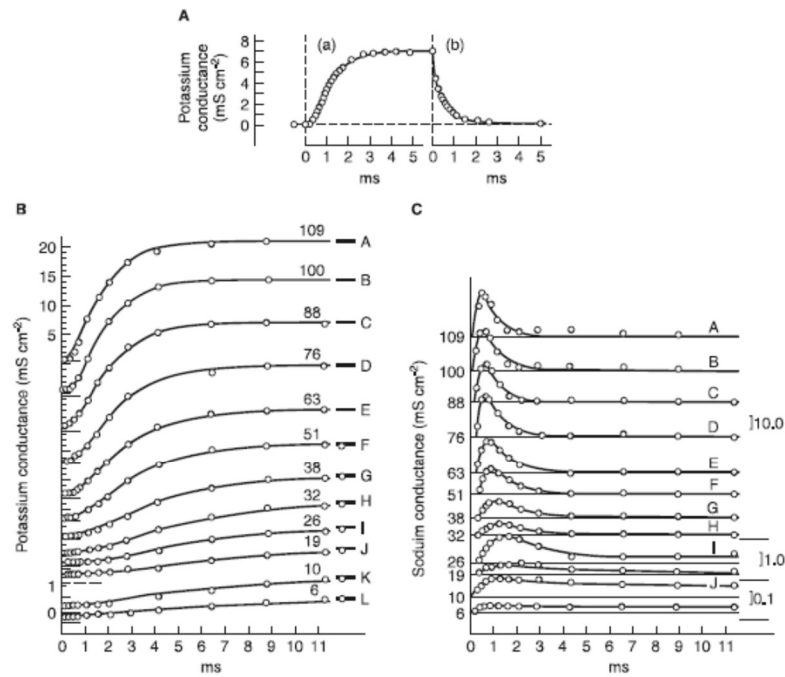 A
Potassium
conductance
(mS cm-2)
8
6
4
2
0
(a)
(b)
0 1 2 3 4 5 0 1 2 3 4 5
ms
ms
B
Potassium conductance (mS cm-2)
20
15
10
5
1
0
109 A
100 B
88 C
76 D
63 E
51 F
38 G
32 H
26 I
19 J
10 K
6 L
0 1 2 3 4 5 6 7 8 9 10 11
ms
C
Soduim conductance (mS cm-2)
109 A
100 B
88 C
76 D
63 E
51 F
38 G
32 H
26 I
19 J
10
6
]10.0
]1.0
]0.1
0 1 2 3 4 5 6 7 8 9 10 11
ms